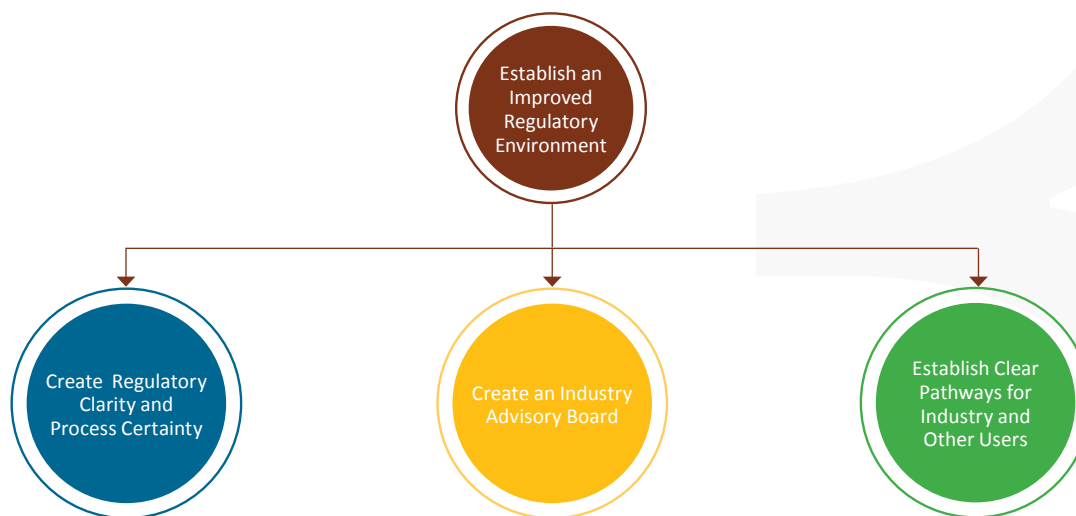 Establish an
Improved
Regulatory
Environment
Create Regulatory
Clarity and
Process Certainty
Create an Industry
Advisory Board
Establish Clear
Pathways for
Industry and
Other Users